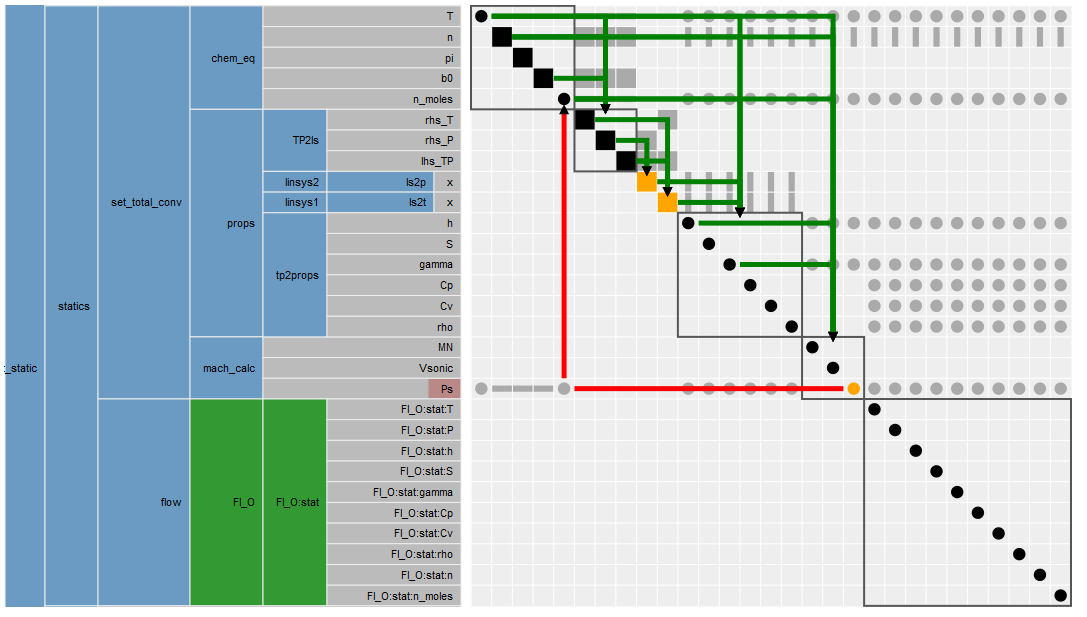 T
n
chem_eq
pi
b0
n_moles
rhs_T
TP2ls
rhs_P
lhs_TP
linsys2 ls2p x
set_total_conv
linsys1 ls2t x
props
h
S
gamma
tp2props
Cp
statics
Cv
rho
MN
:_static
mach_calc
Vsonic
Ps
Fl_O:stat:T
Fl_O:stat:P
Fl_O:stat:h
Fl_O:stat:S
flow Fl_O Fl_O:stat
Fl_O:stat:gamma
Fl_O:stat:Cp
Fl_O:stat:Cv
Fl_O:stat:rho
Fl_O:stat:n
Fl_O:stat:n_moles